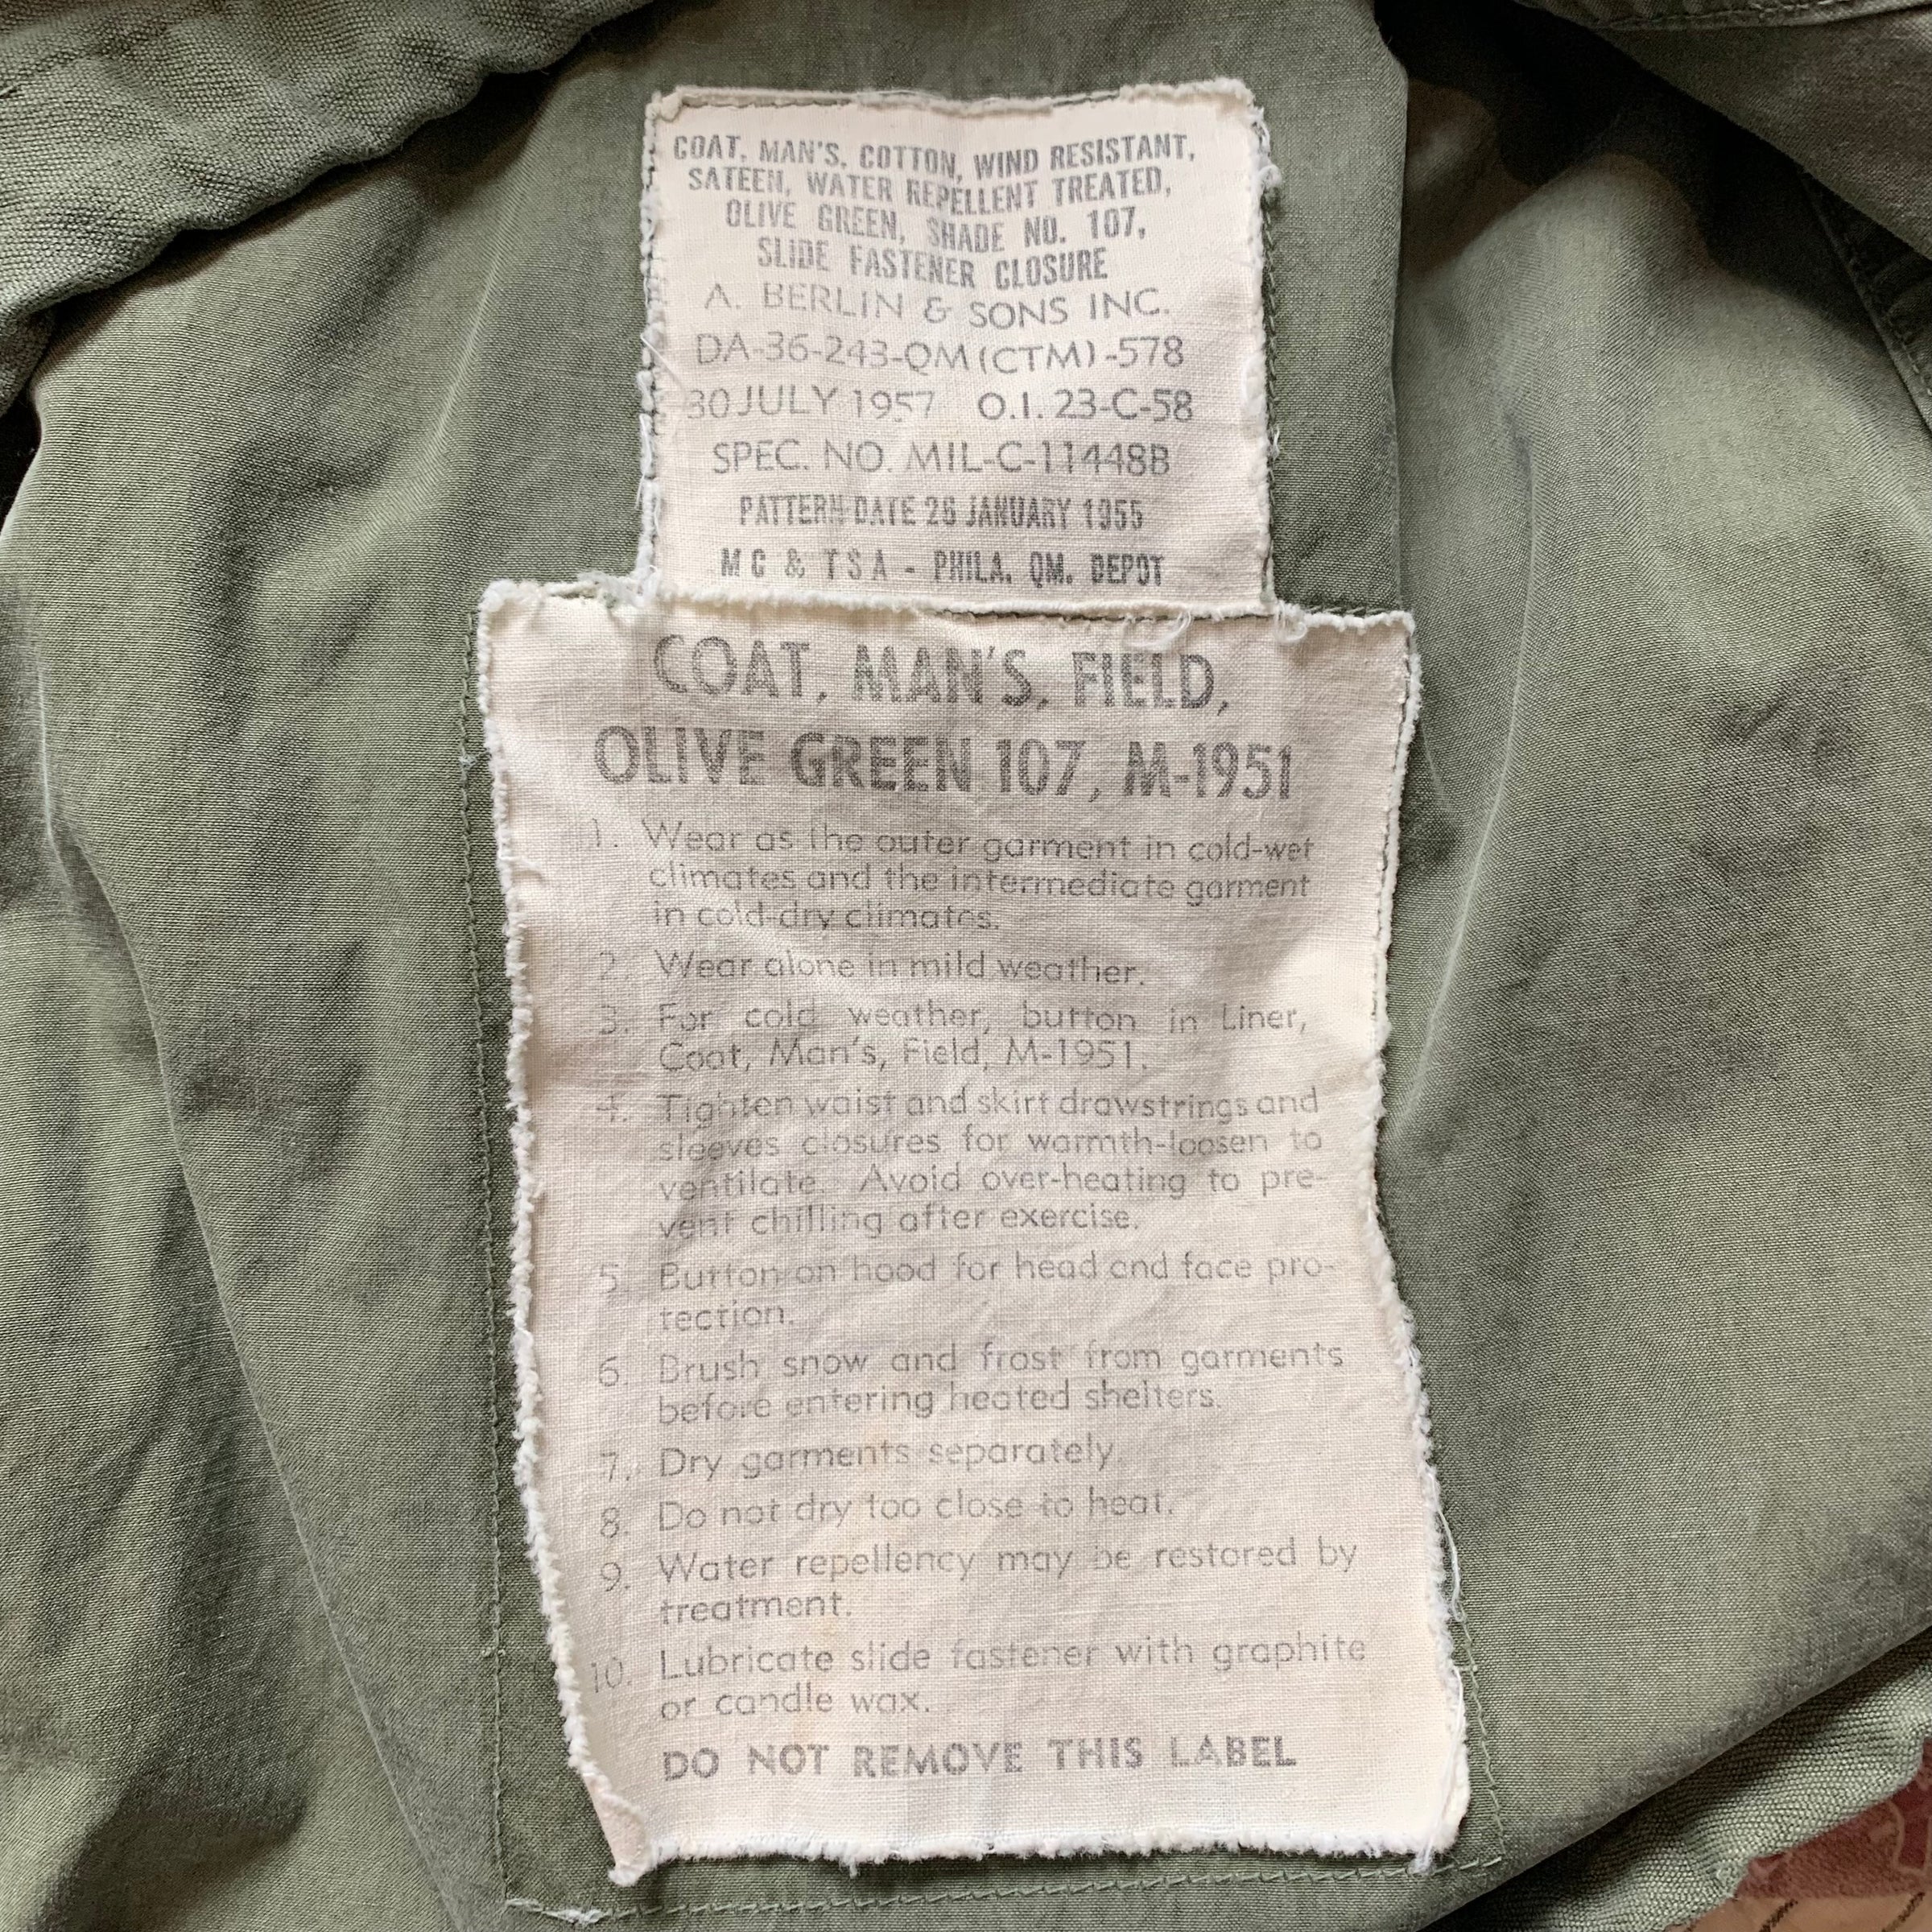 COAT, MAN'S, COTTON, WIND RESISTANT,
SATEEN, WATER REPELLENT TREATED,
OLIVE GREEN, SHADE NO. 107,
SLIDE FASTENER CLOSURE
A. BERLIN & SONS INC.
DA-36-243-QM(CTM)-578
30 JULY 1957 O.I. 23-C-58
SPEC. NO. MIL-C-11448B
PATTERN DATE 26 JANUARY 1955
MC & TSA - PHILA. QM. DEPOT
COAT, MAN'S, FIELD,
OLIVE GREEN 107, M-1951
1. Wear as the outer garment in cold-wet
climates and the intermediate garment
in cold-dry climates.
2. Wear alone in mild weather.
3. For cold weather, button in Liner,
Coat, Man's, Field, M-1951.
4. Tighten waist and skirt drawstrings and
sleeves closures for warmth-loosen to
ventilate. Avoid over-heating to pre-
vent chilling after exercise.
5. Button on hood for head and face pro-
tection.
6. Brush snow and frost from garments
before entering heated shelters.
7. Dry garments separately.
8. Do not dry too close to heat.
9. Water repellency may be restored by
treatment.
10. Lubricate slide fastener with graphite
or candle wax.
DO NOT REMOVE THIS LABEL